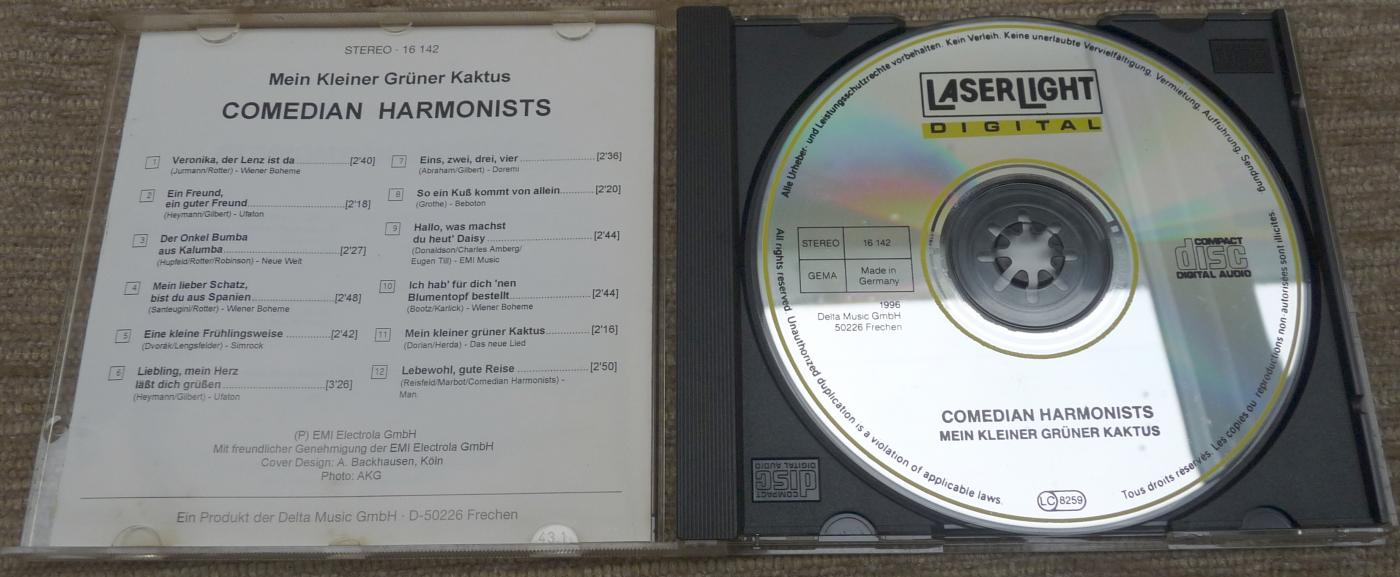 STEREO · 16 142
Mein Kleiner Grüner Kaktus
COMEDIAN HARMONISTS
1 Veronika, der Lenz ist da [2'40]
(Jurmann/Rotter) - Wiener Boheme
2 Ein Freund,
ein guter Freund [2'18]
(Heymann/Gilbert) - Ufaton
3 Der Onkel Bumba
aus Kalumba [2'27]
(Hupfeld/Rotter/Robinson) - Neue Welt
4 Mein lieber Schatz,
bist du aus Spanien [2'48]
(Santeugini/Rotter) - Wiener Boheme
5 Eine kleine Frühlingsweise [2'42]
(Dvorák/Lengsfelder) - Simrock
6 Liebling, mein Herz
läßt dich grüßen [3'26]
(Heymann/Gilbert) - Ufaton
7 Eins, zwei, drei, vier [2'36]
(Abraham/Gilbert) - Doremi
8 So ein Kuß kommt von allein [2'20]
(Grothe) - Beboton
9 Hallo, was machst
du heut' Daisy [2'44]
(Donaldson/Charles Amberg/
Eugen Till) - EMI Music
10 Ich hab' für dich 'nen
Blumentopf bestellt [2'44]
(Bootz/Karlick) - Wiener Boheme
11 Mein kleiner grüner Kaktus [2'16]
(Dorian/Herda) - Das neue Lied
12 Lebewohl, gute Reise [2'50]
(Reisfeld/Marbot/Comedian Harmonists) -
Man.
(P) EMI Electrola GmbH
Mit freundlicher Genehmigung der EMI Electrola GmbH
Cover Design: A. Backhausen, Köln
Photo: AKG
Ein Produkt der Delta Music GmbH · D-50226 Frechen
43.1
Alle Urheber- und Leistungsschutzrechte vorbehalten. Kein Verleih. Keine unerlaubte Vervielfältigung, Vermietung, Aufführung, Sendung.
LASERLIGHT
DIGITAL
STEREO 16 142
GEMA Made in
Germany
1996
Delta Music GmbH
50226 Frechen
COMPACT
disc
DIGITAL AUDIO
COMEDIAN HARMONISTS
MEIN KLEINER GRÜNER KAKTUS
LC 8259
All rights reserved. Unauthorized duplication is a violation of applicable laws.
Tous droits réservés. Les copies ou reproductions non-autorisées sont illicites.
COMPACT
disc
DIGITAL AUDIO